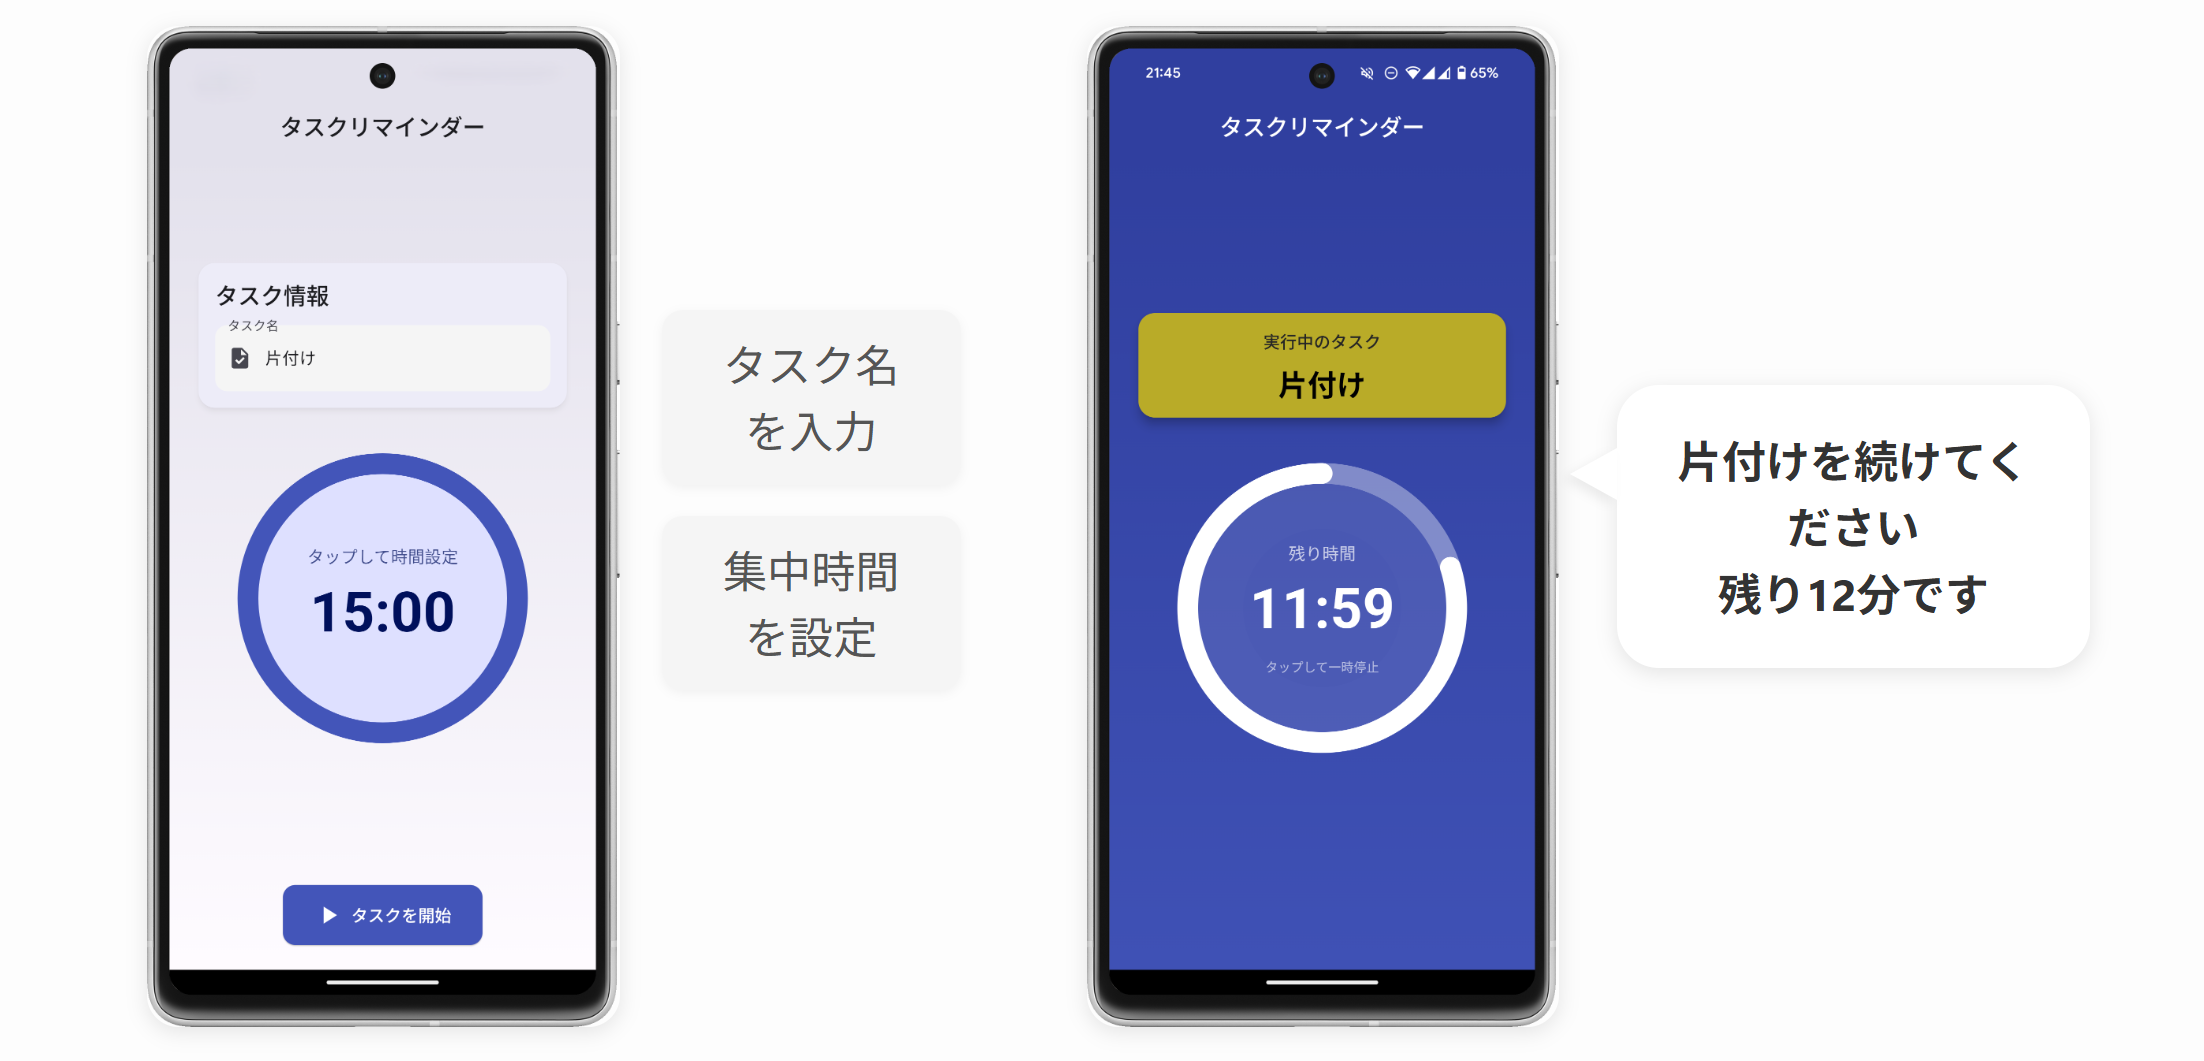 タスクリマインダー
タスク情報
タスク名
片付け
タップして時間設定
15:00
タスクを開始
タスク名
を入力
集中時間
を設定
21:45
65%
タスクリマインダー
実行中のタスク
片付け
残り時間
11:59
タップして一時停止
片付けを続けてく
ださい
残り12分です